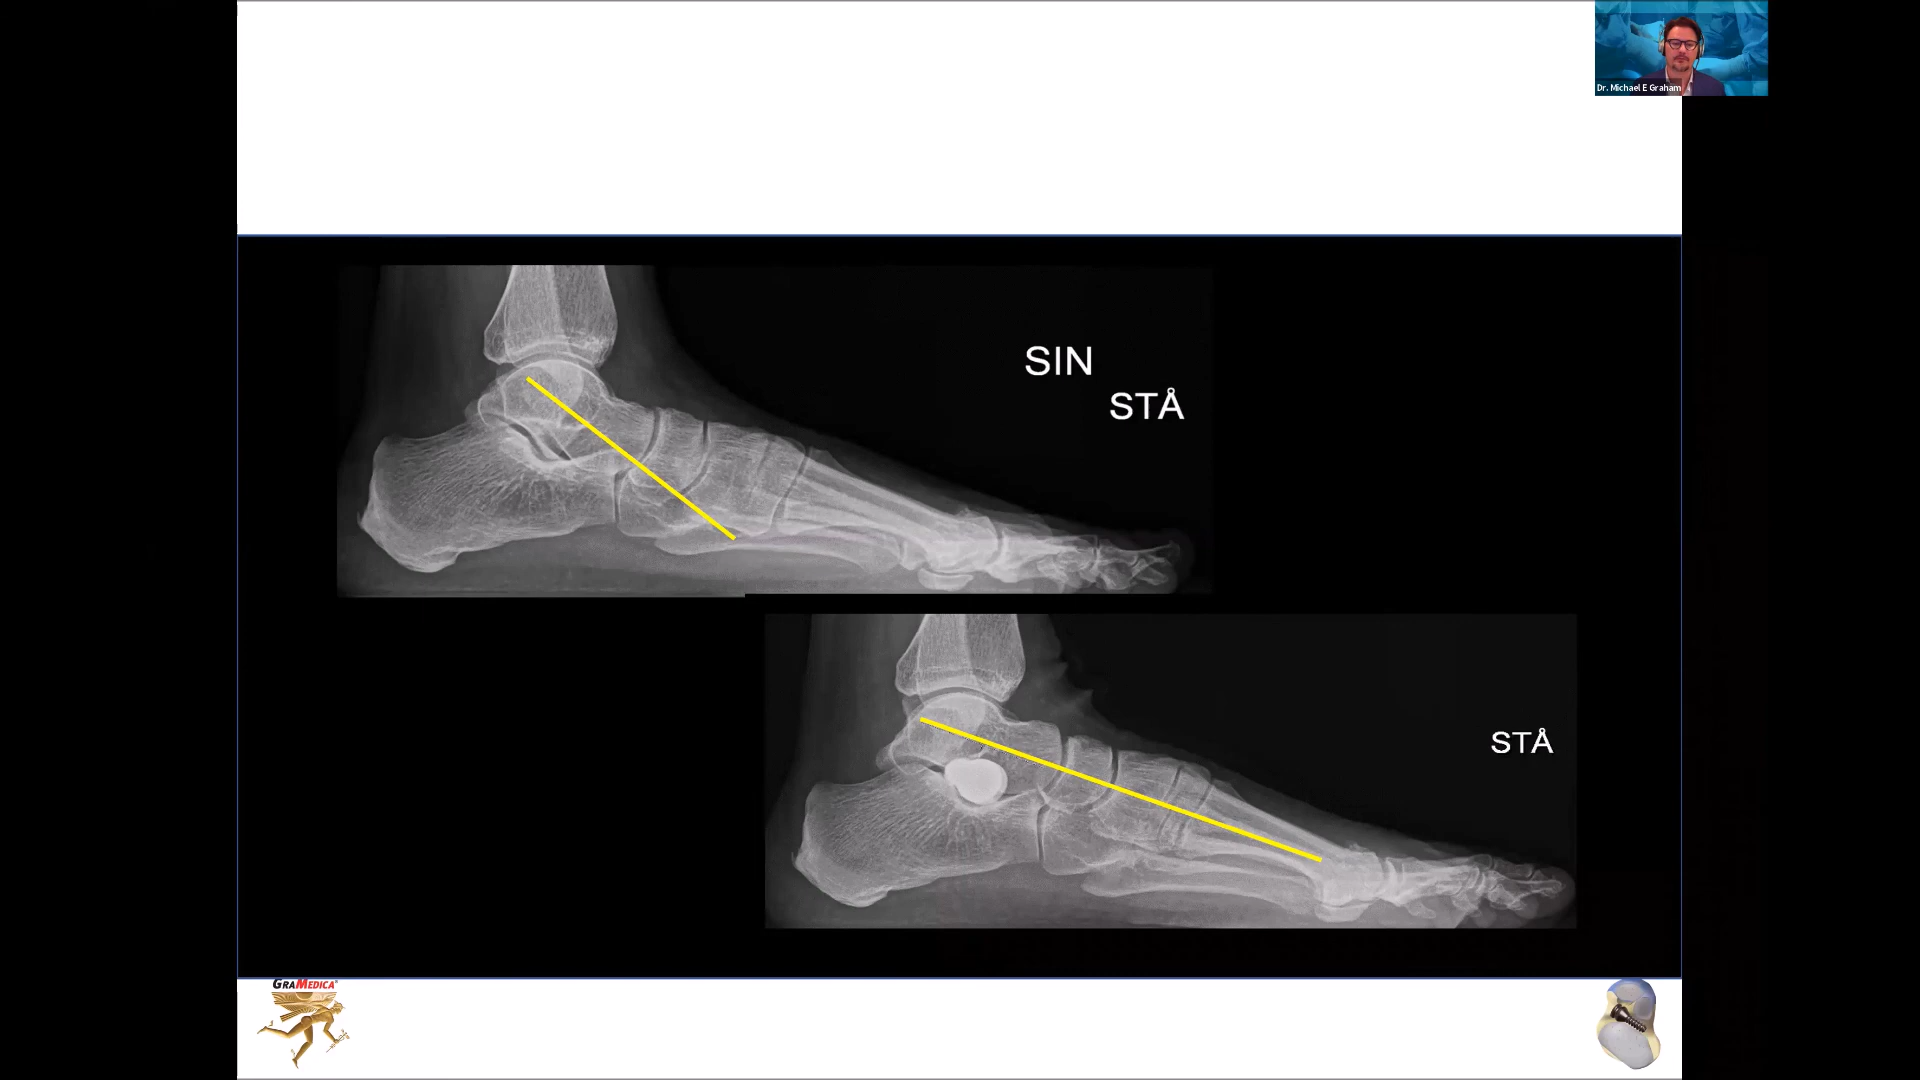 Dr. Michael E Graham
SIN
STÅ
STÅ
GRAMEDICA®